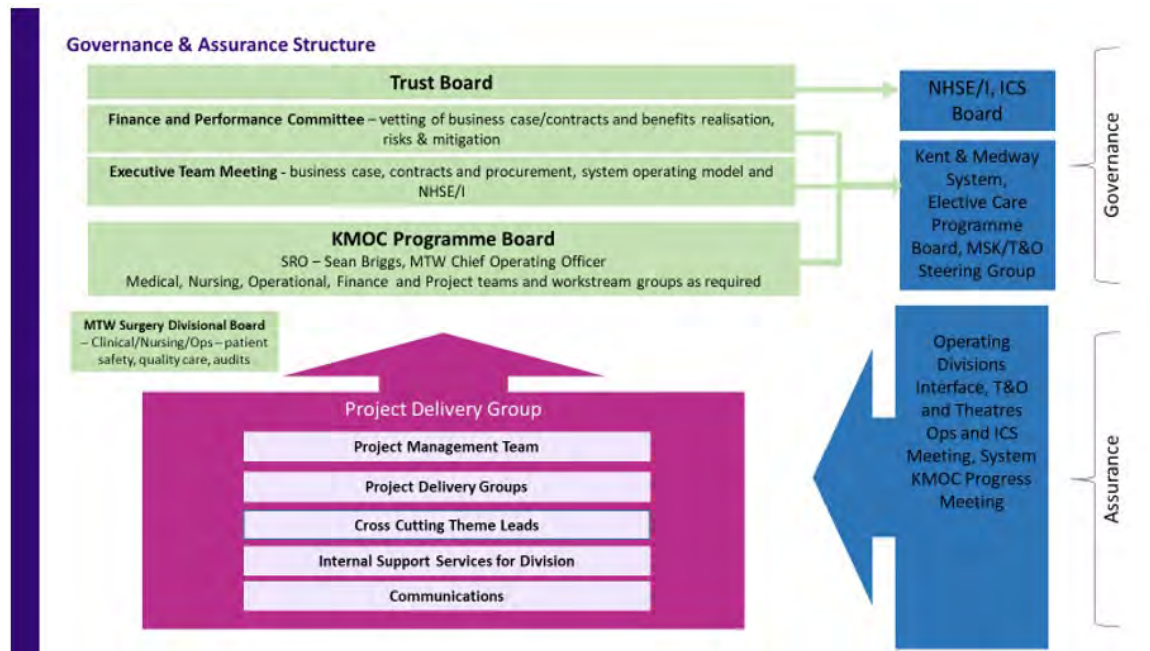 Governance & Assurance Structure
Trust Board
Finance and Performance Committee – vetting of business case/contracts and benefits realisation,
risks & mitigation
Executive Team Meeting - business case, contracts and procurement, system operating model and
NHSE/I
KMOC Programme Board
SRO – Sean Briggs, MTW Chief Operating Officer
Medical, Nursing, Operational, Finance and Project teams and workstream groups as required
NHSE/I, ICS
Board
Kent & Medway
System,
Elective Care
Programme
Board, MSK/T&O
Steering Group
Governance
MTW Surgery Divisional Board
– Clinical/Nursing/Ops – patient
safety, quality care, audits
Project Delivery Group
Project Management Team
Project Delivery Groups
Cross Cutting Theme Leads
Internal Support Services for Division
Communications
Operating
Divisions
Interface, T&O
and Theatres
Ops and ICS
Meeting, System
KMOC Progress
Meeting
Assurance